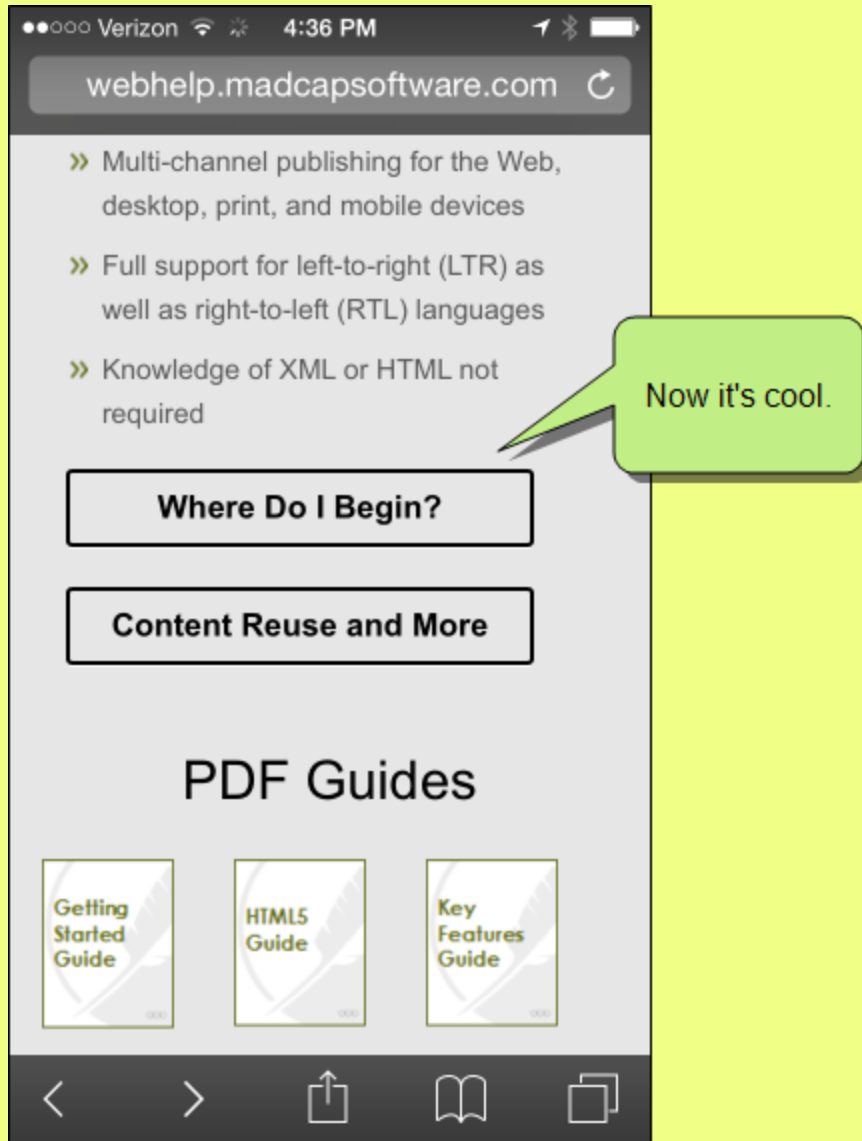 Verizon 4:36 PM
webhelp.madcapsoftware.com
» Multi-channel publishing for the Web,
desktop, print, and mobile devices
» Full support for left-to-right (LTR) as
well as right-to-left (RTL) languages
» Knowledge of XML or HTML not
required
Now it's cool.
Where Do I Begin?
Content Reuse and More
PDF Guides
Getting
Started
Guide
HTML5
Guide
Key
Features
Guide